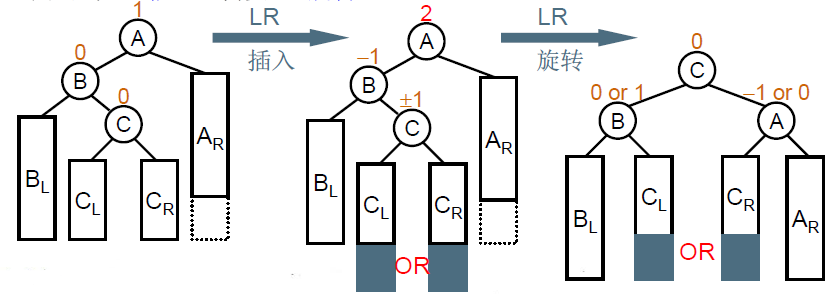 1
LR
2
LR
A
插入
A
旋转
0
0
B
−1
B
C
0
C
±1
C
0 or 1
−1 or 0
B
A
A_R
A_R
B_L
C_L
C_R
B_L
C_L
C_R
B_L
C_L
C_R
A_R
OR
OR